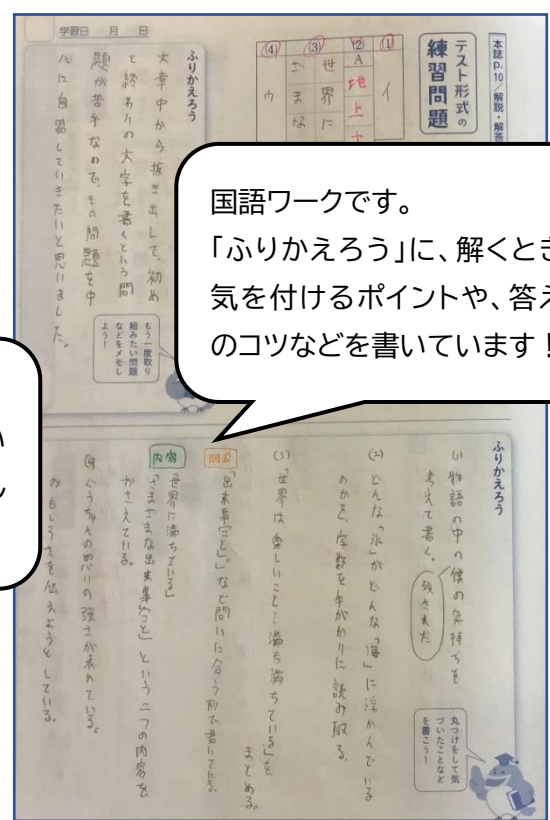 学習日 月 日
本誌p.10/解説・解答
テスト形式の
練習問題
(1) イ
(2) A 地上
(3) 世界に
さまな
(4) ウ
ふりかえろう
文章中から抜き出して、初め
と終わりの文字を書くという問
題が苦手なので、その問題を中
心に自習していきたいと思いました。
もう一度取り
組みたい問題
などをメモし
よう!
国語ワークです。
「ふりかえろう」に、解くとき
気を付けるポイントや、答え
のコツなどを書いています!
ふりかえろう
(1) 物語の中の僕の気持ちを
考えて書く。
残された
(2) どんな「氷」がどんな「海」に浮かんでいる
のかを、字数を手がかりに読み取る。
(3) 「世界は楽しいこと…満ち満ちている」を
まとめる。
「出来事(こと)。」など問いに合う形で書いている。
内容
世界に満ちている」
「さまざまな出来事(こと)」という二つの内容を
おさえている。
(4) ぐうちゃんの思いの強さが表れている。
おもしろさを伝えようとしている。
丸つけをして気
づいたことなど
を書こう!